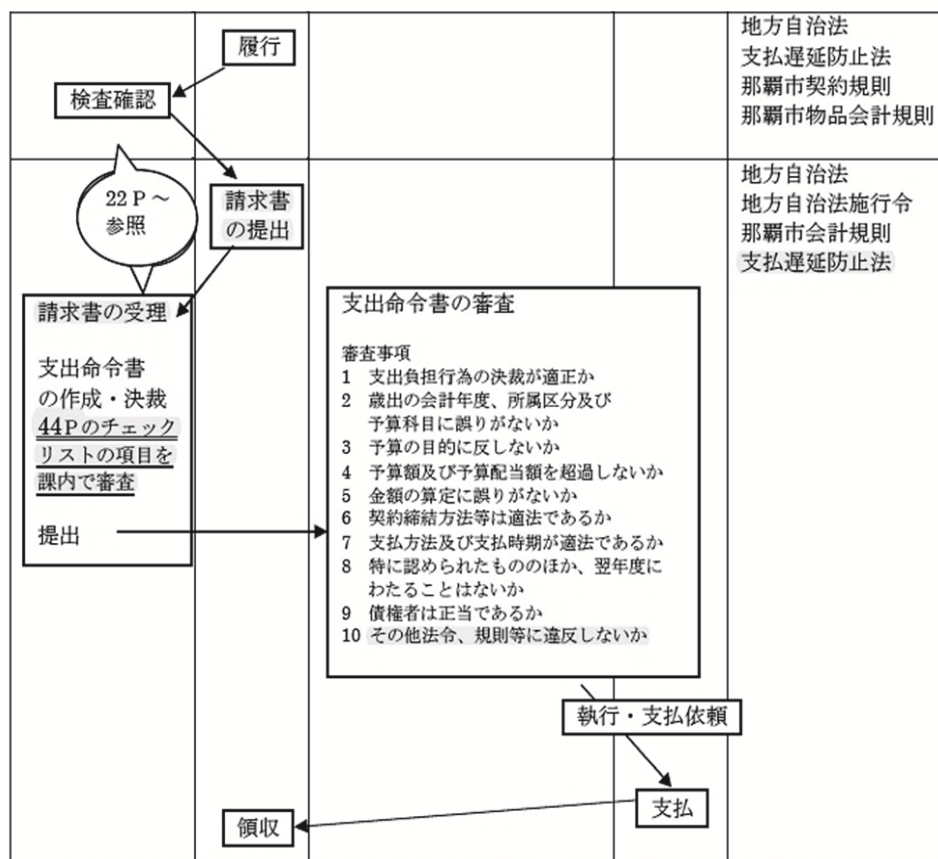 履行
検査確認
地方自治法
支払遅延防止法
那覇市契約規則
那覇市物品会計規則
22P～
参照
請求書
の提出
地方自治法
地方自治法施行令
那覇市会計規則
支払遅延防止法
請求書の受理
支出命令書
の作成・決裁
44Pのチェック
リストの項目を
課内で審査
提出
支出命令書の審査
審査事項
1 支出負担行為の決裁が適正か
2 歳出の会計年度、所属区分及び
予算科目に誤りがないか
3 予算の目的に反しないか
4 予算額及び予算配当額を超過しないか
5 金額の算定に誤りがないか
6 契約締結方法等は適法であるか
7 支払方法及び支払時期が適法であるか
8 特に認められたもののほか、翌年度に
わたることはないか
9 債権者は正当であるか
10 その他法令、規則等に違反しないか
執行・支払依頼
支払
領収